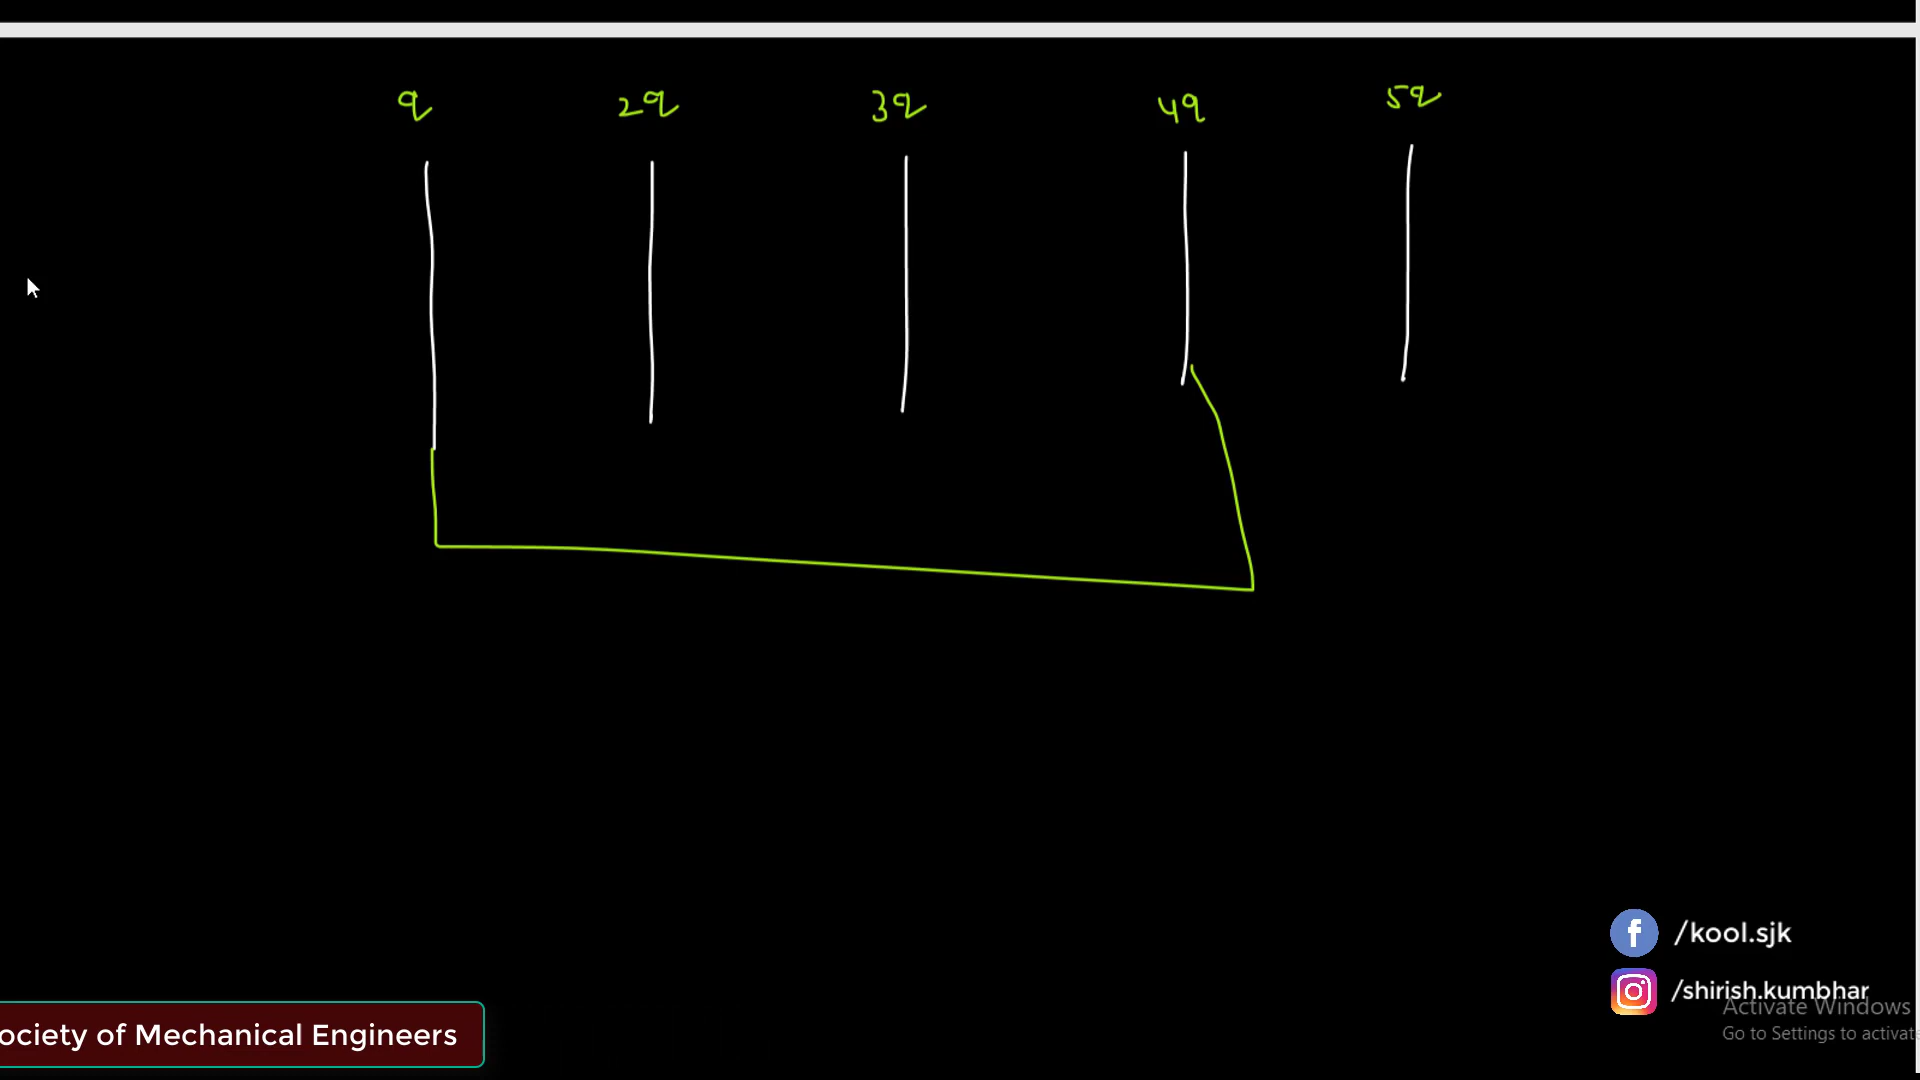 q 2q 3q 4q 5q
/kool.sjk
/shirish.kumbhar
Activate Windows
Go to Settings to activat
ociety of Mechanical Engineers